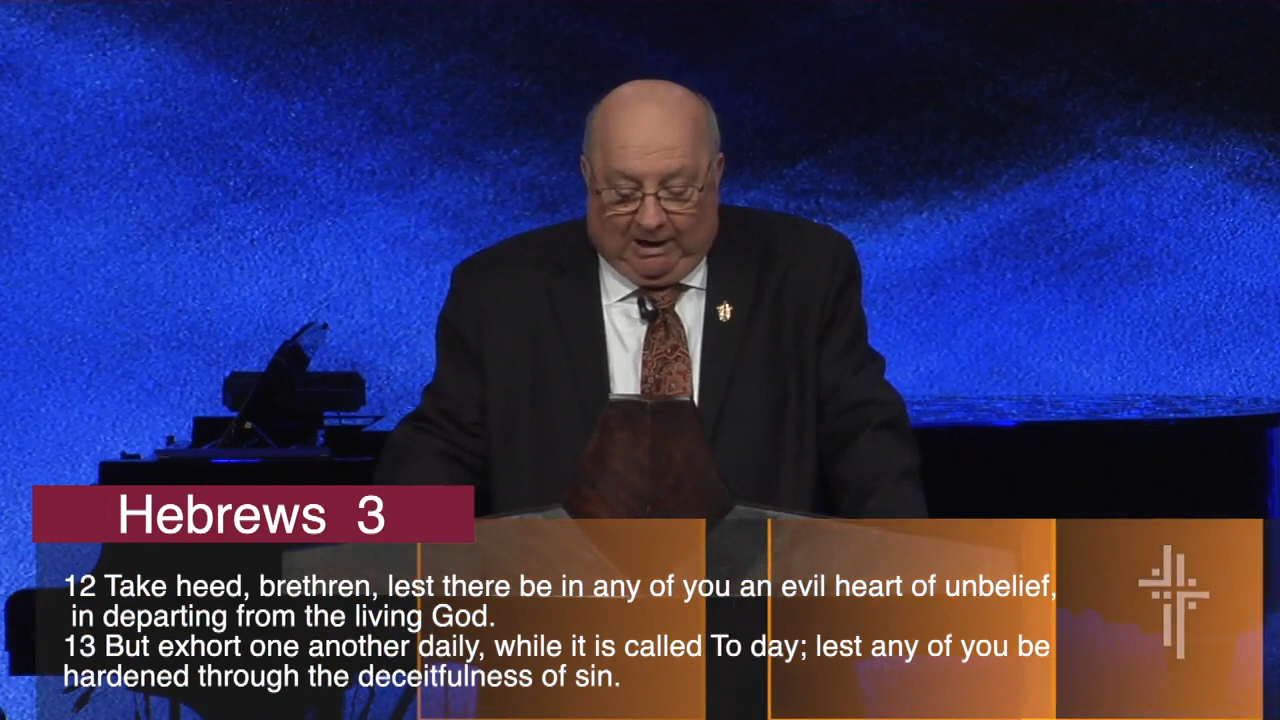 Hebrews 3
12 Take heed, brethren, lest there be in any of you an evil heart of unbelief,
in departing from the living God.
13 But exhort one another daily, while it is called To day; lest any of you be
hardened through the deceitfulness of sin.